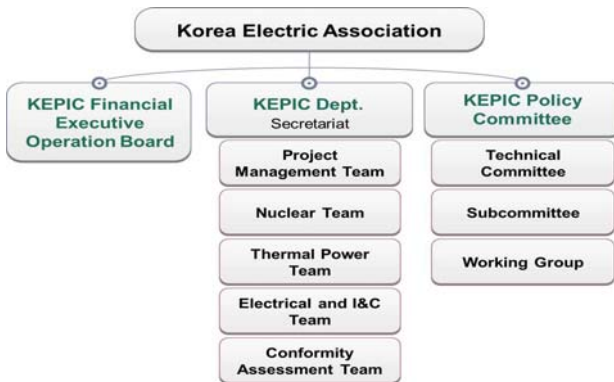 Korea Electric Association
KEPIC Financial
Executive
Operation Board
KEPIC Dept.
Secretariat
Project
Management Team
Nuclear Team
Thermal Power
Team
Electrical and I&C
Team
Conformity
Assessment Team
KEPIC Policy
Committee
Technical
Committee
Subcommittee
Working Group